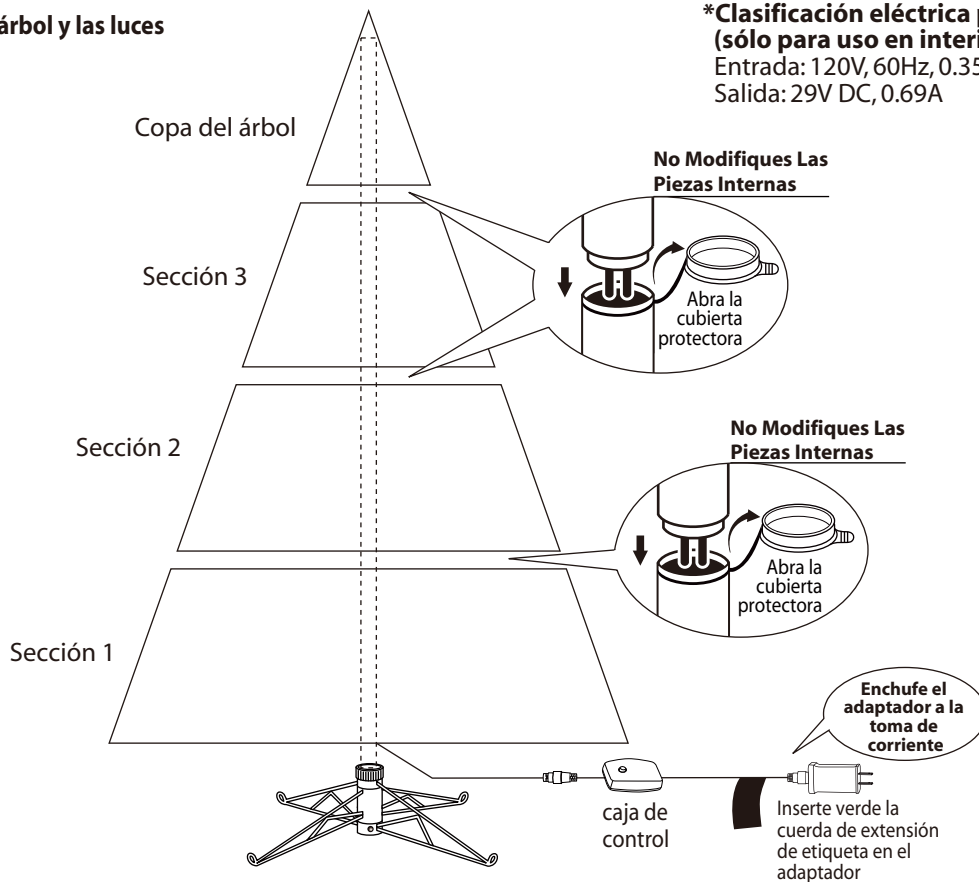 árbol y las luces
*Clasificación eléctrica
(sólo para uso en
Entrada: 120V, 60Hz, 0.35
Salida: 29V DC, 0.69A
Copa del árbol
No Modifiques Las
Piezas Internas
Sección 3
Abra la
cubierta
protectora
No Modifiques Las
Piezas Internas
Sección 2
Abra la
cubierta
protectora
Sección 1
Enchufe el
adaptador a la
toma de
corriente
caja de
control
Inserte verde la
cuerda de extensión
de etiqueta en el
adaptador